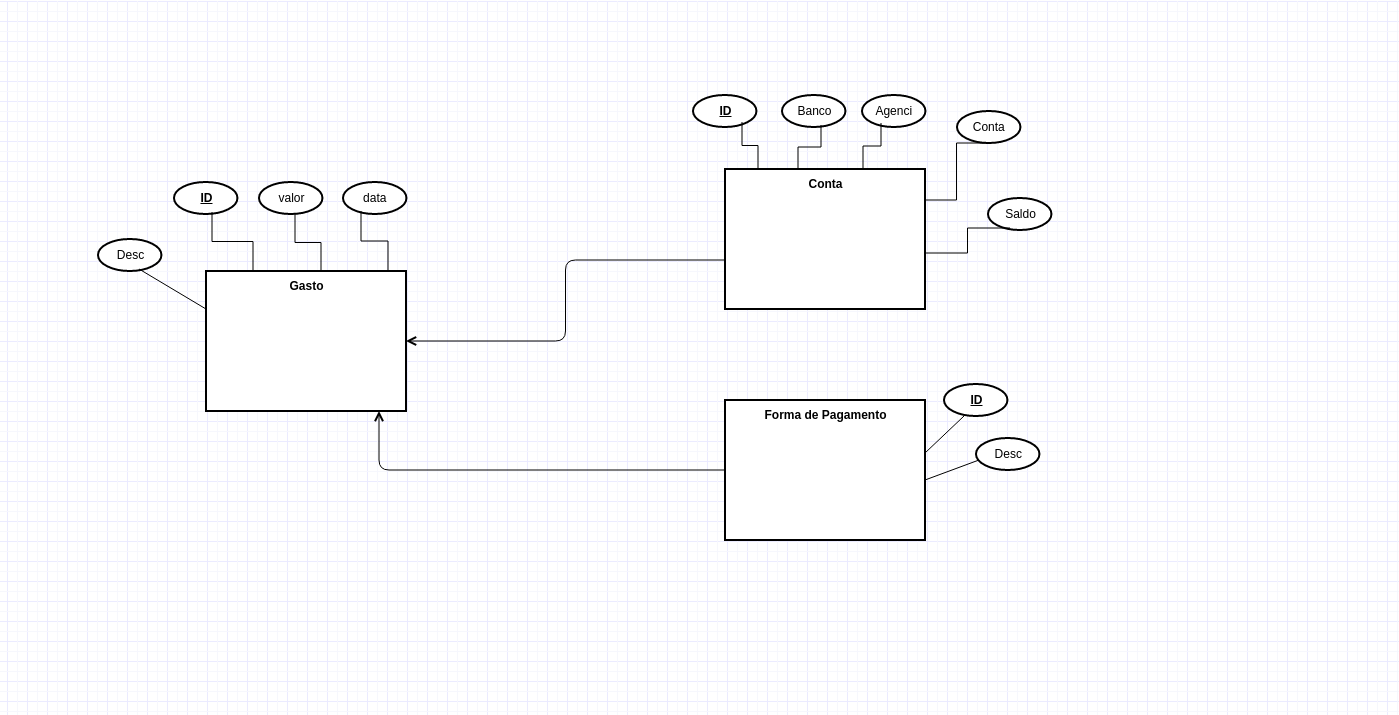 ID
Banco
Agenci
Conta
Conta
Saldo
ID
valor
data
Desc
Gasto
Forma de Pagamento
ID
Desc